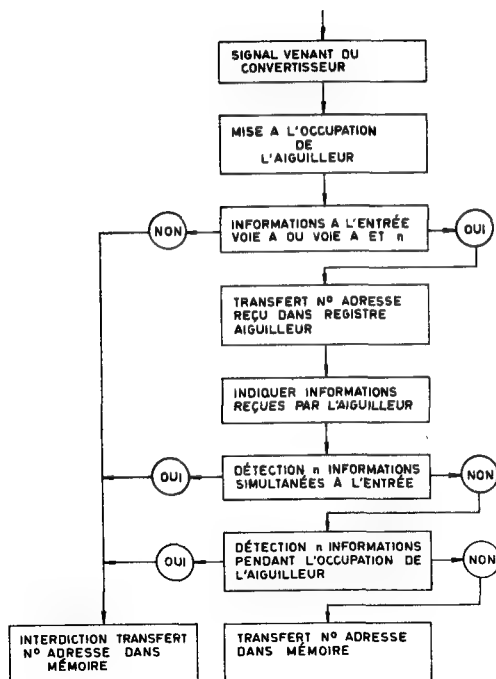 SIGNAL VENANT DU
CONVERTISSEUR
MISE A L'OCCUPATION
DE
L'AIGUILLEUR
NON
INFORMATIONS A L'ENTRÉE
VOIE A OU VOIE A ET n
OUI
TRANSFERT Nº ADRESSE
REÇU DANS REGISTRE
AIGUILLEUR
INDIQUER INFORMATIONS
REÇUES PAR L'AIGUILLEUR
OUI
DÉTECTION n INFORMATIONS
SIMULTANÉES À L'ENTRÉE
NON
OUI
DÉTECTION n INFORMATIONS
PENDANT L'OCCUPATION DE
L'AIGUILLEUR
NON
INTERDICTION TRANSFERT
Nº ADRESSE DANS
MÉMOIRE
TRANSFERT Nº ADRESSE
DANS MÉMOIRE